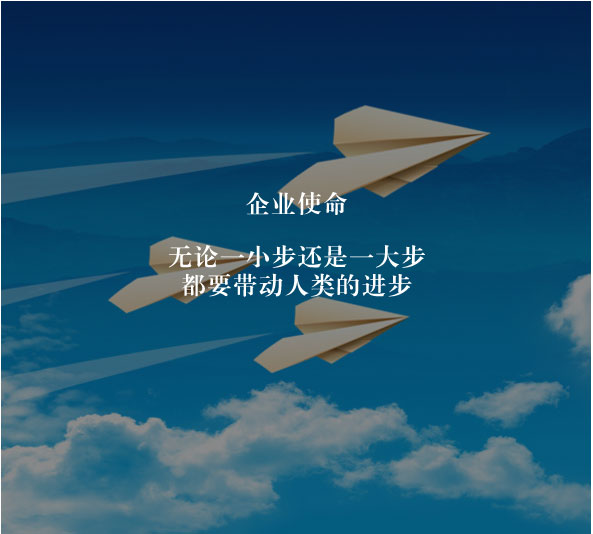 企业使命
无论一小步还是一大步
都要带动人类的进步